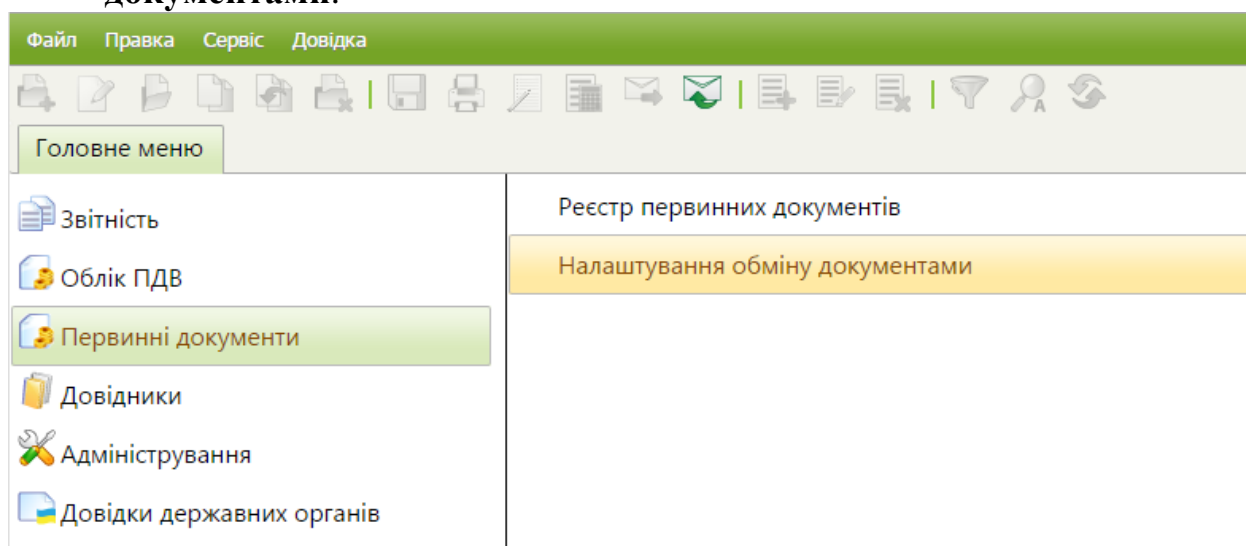 документами.
Файл Правка Сервіс Довідка
Головне меню
Звітність
Облік ПДВ
Первинні документи
Довідники
Адміністрування
Довідки державних органів
Реєстр первинних документів
Налаштування обміну документами